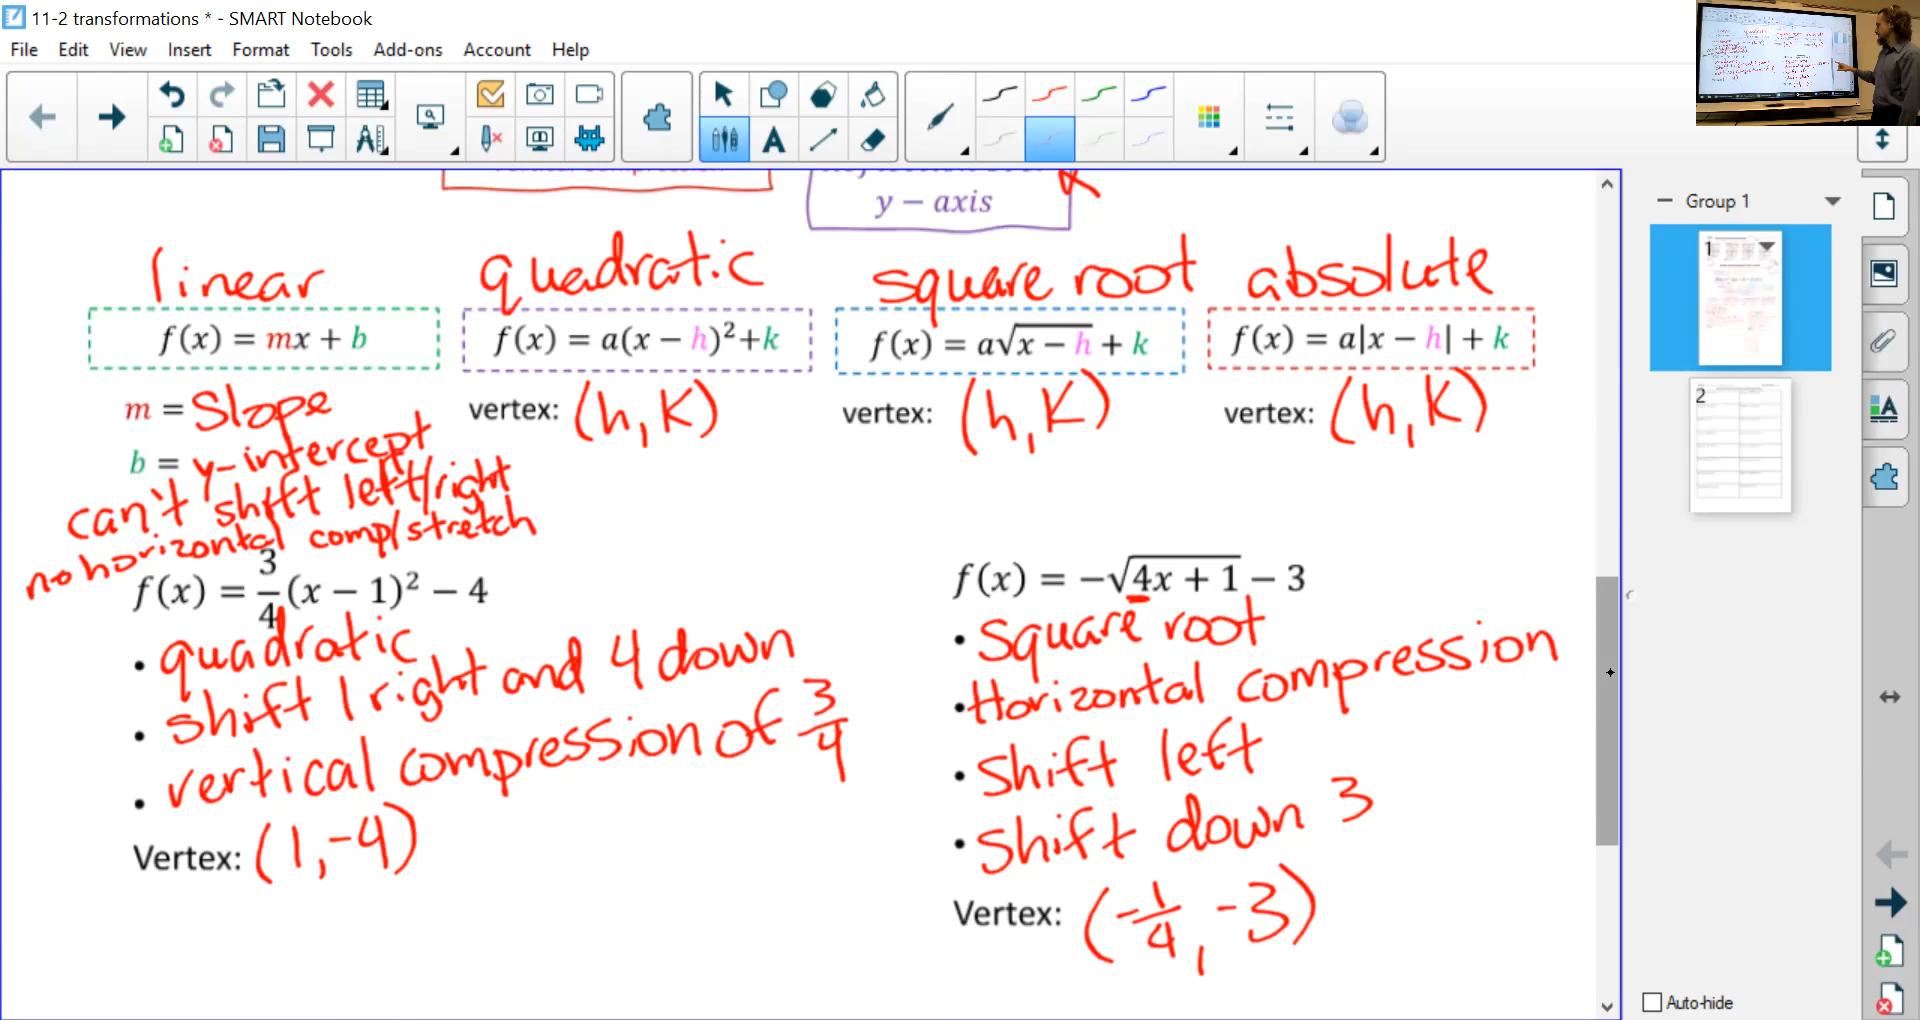 11-2 transformations * - SMART Notebook
File Edit View Insert Format Tools Add-ons Account Help
y − axis
linear quadratic square root absolute
f(x) = mx + b
f(x) = a(x − h)²+k
f(x) = a√(x − h) + k
f(x) = a|x − h| + k
m = Slope
vertex: (h, K)
vertex: (h, K)
vertex: (h, K)
b = y-intercept
can't shift left/right
no horizontal comp/stretch
f(x) = 3/4(x − 1)² − 4
• quadratic
• shift 1 right and 4 down
• vertical compression of 3/4
Vertex: (1, -4)
f(x) = −√(4x + 1) − 3
• Square root
• Horizontal compression
• Shift left
• Shift down 3
Vertex: (-1/4, -3)
Group 1
1
2
Auto-hide